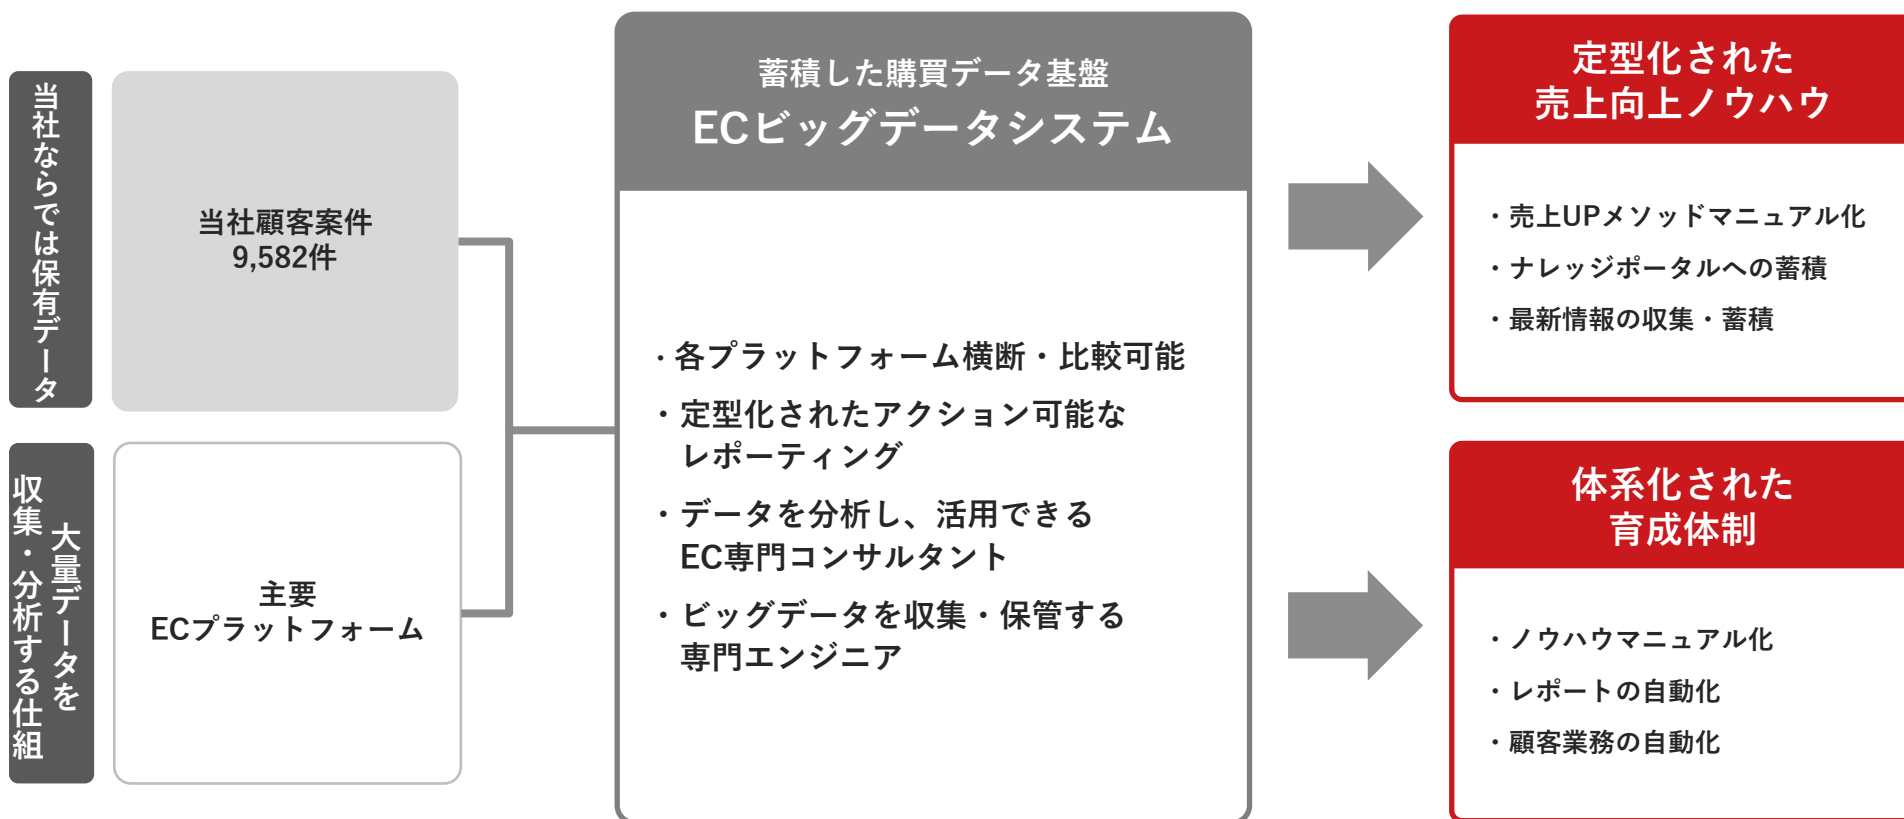 当社ならでは保有データ
当社顧客案件
9,582件
大量データを
収集・分析する仕組
主要
ECプラットフォーム
蓄積した購買データ基盤
ECビッグデータシステム
・各プラットフォーム横断・比較可能
・定型化されたアクション可能な
レポーティング
・データを分析し、活用できる
EC専門コンサルタント
・ビッグデータを収集・保管する
専門エンジニア
定型化された
売上向上ノウハウ
・売上UPメソッドマニュアル化
・ナレッジポータルへの蓄積
・最新情報の収集・蓄積
体系化された
育成体制
・ノウハウマニュアル化
・レポートの自動化
・顧客業務の自動化